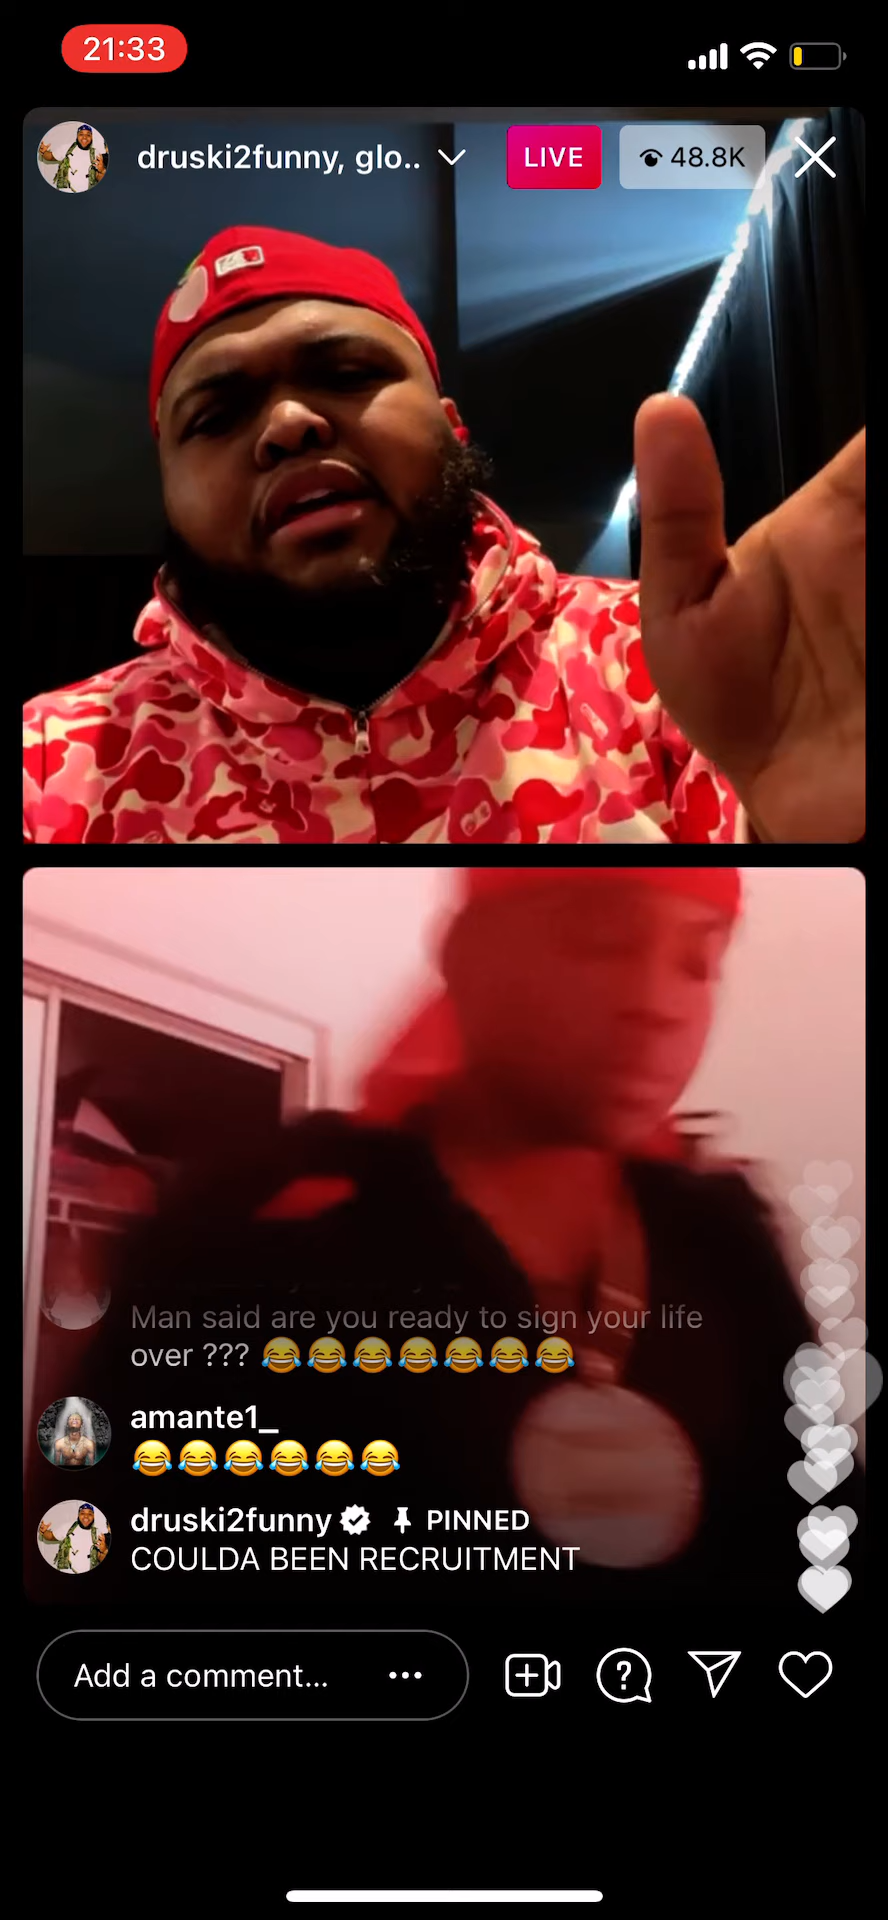 21:33
druski2funny, glo..
LIVE
48.8K
Man said are you ready to sign your life
over ??? 😂😂😂😂😂😂😂
amante1_
😂😂😂😂😂😂
druski2funny PINNED
COULDA BEEN RECRUITMENT
Add a comment...